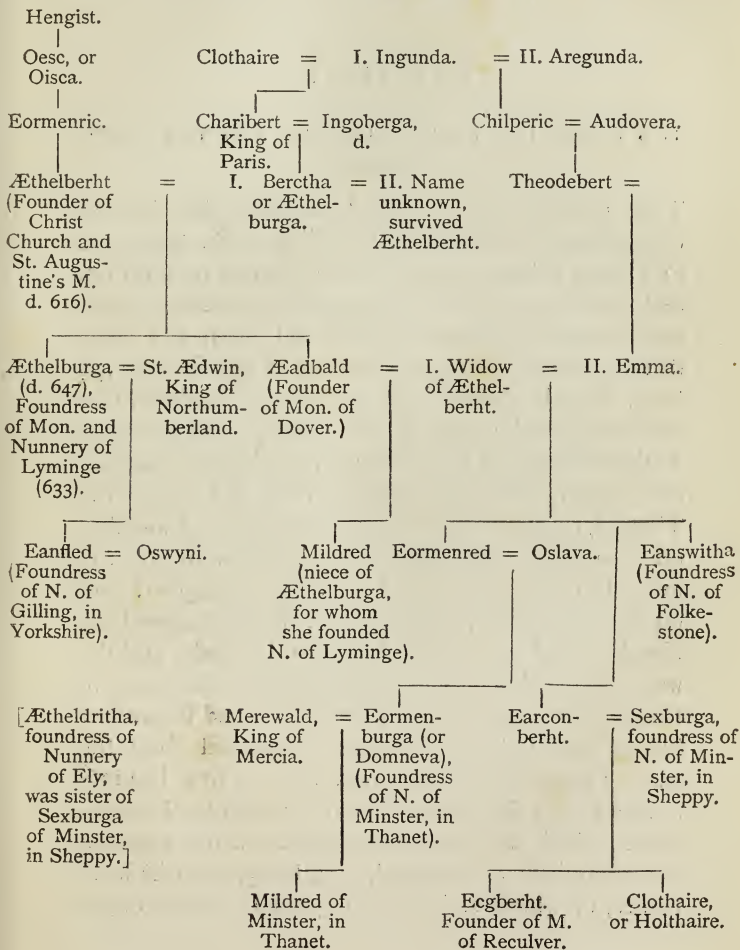 Hengist.
Oesc, or
Oisca.
Clothaire = I. Ingunda. = II. Aregunda.
Eormenric.
Charibert = Ingoberga,
King of d.
Paris.
Chilperic = Audovera.
Æthelberht =
(Founder of
Christ
Church and
St. Augus-
tine's M.
d. 616).
I. Berctha =
or Æthel-
burga.
II. Name
unknown,
survived
Æthelberht.
Theodebert =
Æthelburga =
(d. 647),
Foundress
of Mon. and
Nunnery of
Lyminge
(633).
St. Ædwin,
King of
Northum-
berland.
Æadbald =
(Founder
of Mon. of
Dover.)
I. Widow =
of Æthel-
berht.
II. Emma.
Eanfled = Oswyni.
(Foundress
of N. of
Gilling, in
Yorkshire).
Mildred
(niece of
Æthelburga,
for whom
she founded
N. of Lyminge).
Eormenred = Oslava.
Eanswitha
(Foundress
of N. of
Folke-
stone).
[Ætheldritha,
foundress of
Nunnery
of Ely,
was sister of
Sexburga
of Minster,
in Sheppy.]
Merewald, =
King of
Mercia.
Eormen-
burga (or
Domneva),
(Foundress
of N. of
Minster, in
Thanet).
Earcon- =
berht.
Sexburga,
foundress of
N. of Min-
ster, in
Sheppy.
Mildred of
Minster, in
Thanet.
Ecgberht.
Founder of M.
of Reculver.
Clothaire,
or Holthaire.